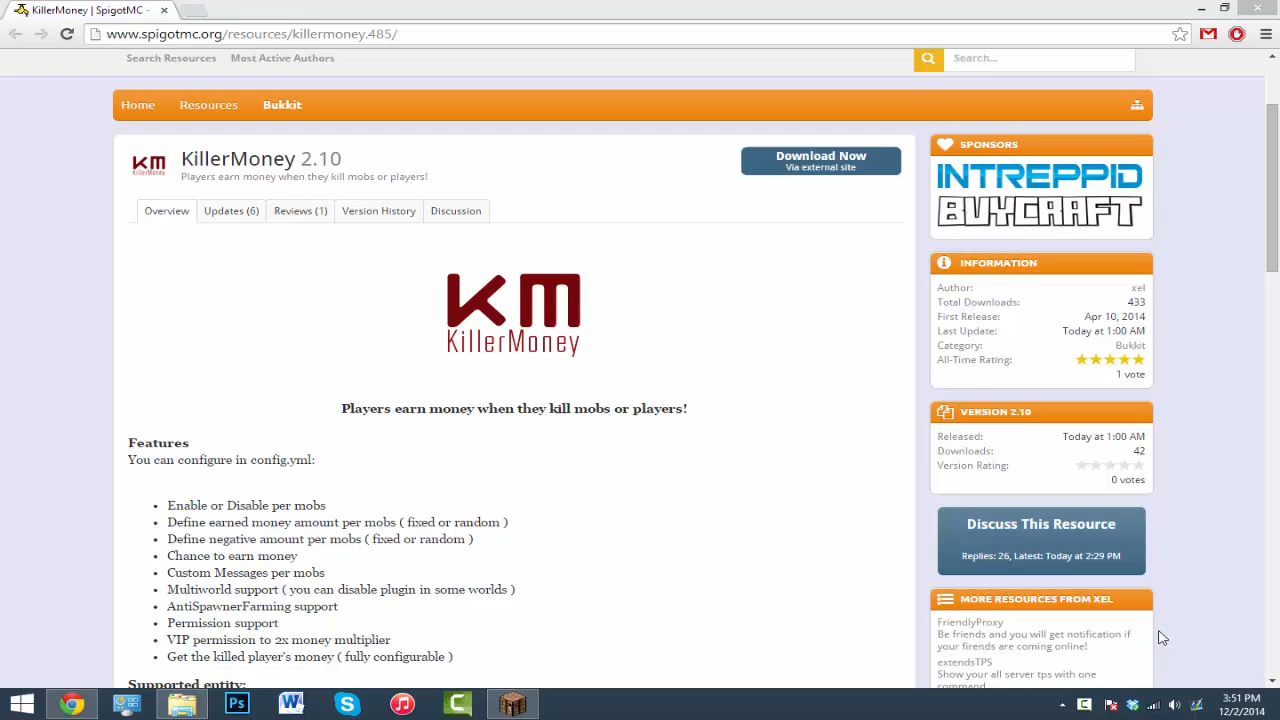 KillerMoney | SpigotMC ×
www.spigotmc.org/resources/killermoney.485/
Search Resources Most Active Authors
Search...
Home Resources Bukkit
KM
KillerMoney 2.10
Players earn money when they kill mobs or players!
Download Now
Via external site
Overview Updates (6) Reviews (1) Version History Discussion
KM
KillerMoney
Players earn money when they kill mobs or players!
Features
You can configure in config.yml:
• Enable or Disable per mobs
• Define earned money amount per mobs ( fixed or random )
• Define negative amount per mobs ( fixed or random )
• Chance to earn money
• Custom Messages per mobs
• Multiworld support ( you can disable plugin in some worlds )
• AntiSpawnerFarming support
• Permission support
• VIP permission to 2x money multiplier
• Get the killed player's money ( fully configurable )
Supported entity:
SPONSORS
INTREPPID
BUYCRAFT
INFORMATION
Author: xel
Total Downloads: 433
First Release: Apr 10, 2014
Last Update: Today at 1:00 AM
Category: Bukkit
All-Time Rating:
1 vote
VERSION 2.10
Released: Today at 1:00 AM
Downloads: 42
Version Rating:
0 votes
Discuss This Resource
Replies: 26, Latest: Today at 2:29 PM
MORE RESOURCES FROM XEL
FriendlyProxy
Be friends and you will get notification if
your firends are coming online!
extendsTPS
Show your all server tps with one
command
Ps
W
S
C
3:51 PM
12/2/2014